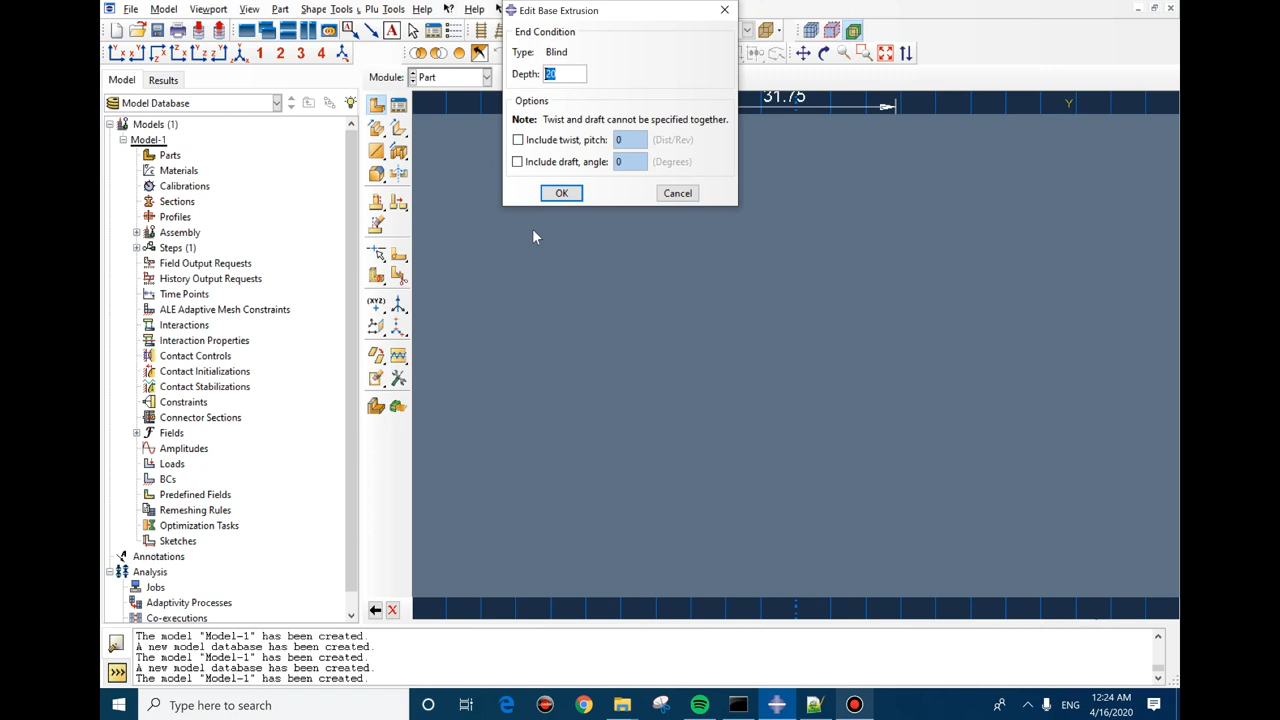 File Model Viewport View Part Shape Tools Plu Tools Help Help
Edit Base Extrusion
End Condition
Type: Blind
Depth: 20
Options
Note: Twist and draft cannot be specified together.
Include twist, pitch: 0 (Dist/Rev)
Include draft, angle: 0 (Degrees)
OK Cancel
1 2 3 4
Model Results
Module: Part
31.75
Y
Model Database
Models (1)
Model-1
Parts
Materials
Calibrations
Sections
Profiles
Assembly
Steps (1)
Field Output Requests
History Output Requests
Time Points
ALE Adaptive Mesh Constraints
Interactions
Interaction Properties
Contact Controls
Contact Initializations
Contact Stabilizations
Constraints
Connector Sections
Fields
Amplitudes
Loads
BCs
Predefined Fields
Remeshing Rules
Optimization Tasks
Sketches
Annotations
Analysis
Jobs
Adaptivity Processes
Co-executions
(XYZ)
The model "Model-1" has been created.
A new model database has been created.
The model "Model-1" has been created.
A new model database has been created.
The model "Model-1" has been created.
Type here to search
12:24 AM
4/16/2020